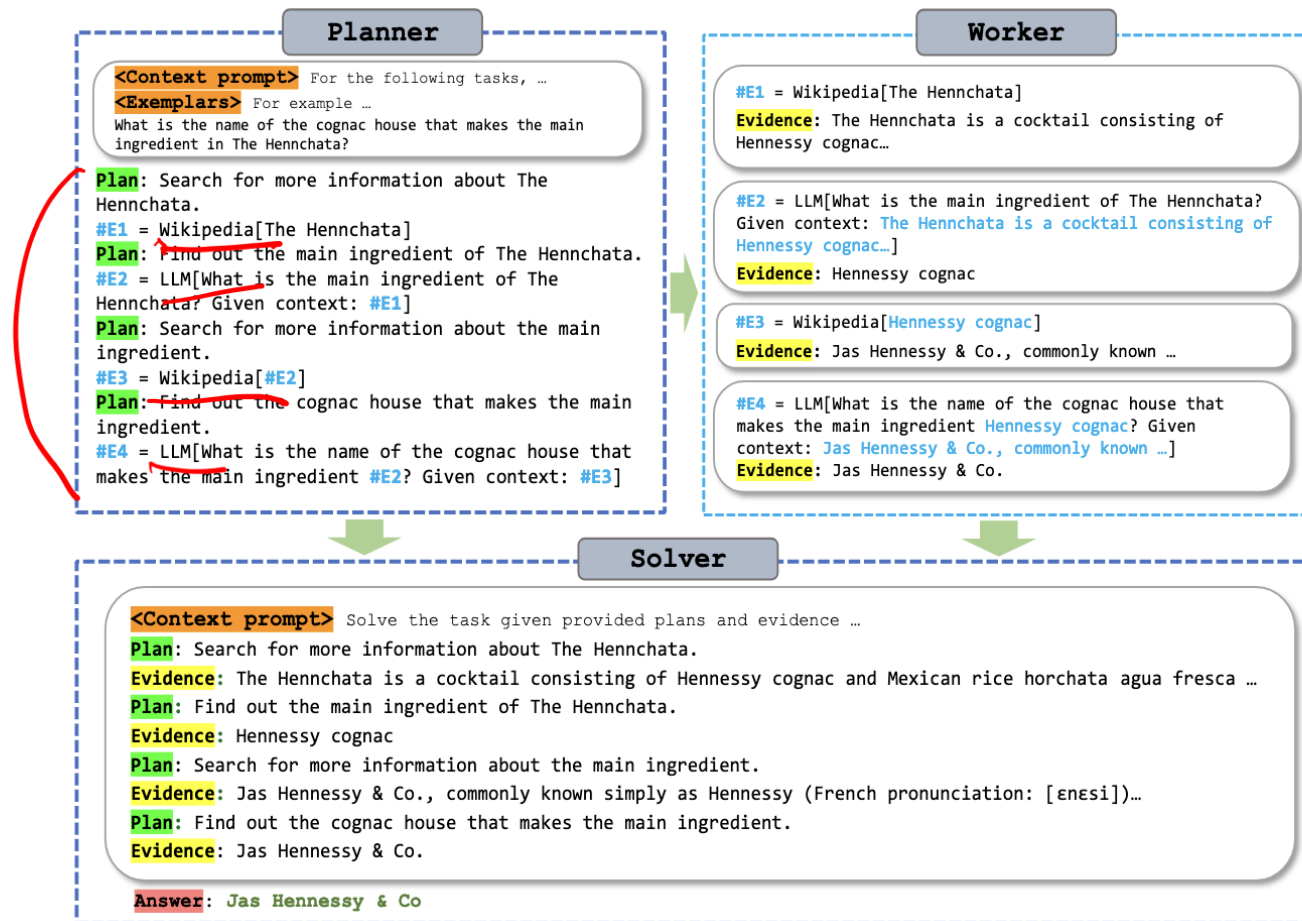 Planner
<Context prompt> For the following tasks, …
<Exemplars> For example …
What is the name of the cognac house that makes the main
ingredient in The Hennchata?
Plan: Search for more information about The
Hennchata.
#E1 = Wikipedia[The Hennchata]
Plan: Find out the main ingredient of The Hennchata.
#E2 = LLM[What is the main ingredient of The
Hennchata? Given context: #E1]
Plan: Search for more information about the main
ingredient.
#E3 = Wikipedia[#E2]
Plan: Find out the cognac house that makes the main
ingredient.
#E4 = LLM[What is the name of the cognac house that
makes the main ingredient #E2? Given context: #E3]
Worker
#E1 = Wikipedia[The Hennchata]
Evidence: The Hennchata is a cocktail consisting of
Hennessy cognac…
#E2 = LLM[What is the main ingredient of The Hennchata?
Given context: The Hennchata is a cocktail consisting of
Hennessy cognac…]
Evidence: Hennessy cognac
#E3 = Wikipedia[Hennessy cognac]
Evidence: Jas Hennessy & Co., commonly known …
#E4 = LLM[What is the name of the cognac house that
makes the main ingredient Hennessy cognac? Given
context: Jas Hennessy & Co., commonly known …]
Evidence: Jas Hennessy & Co.
Solver
<Context prompt> Solve the task given provided plans and evidence …
Plan: Search for more information about The Hennchata.
Evidence: The Hennchata is a cocktail consisting of Hennessy cognac and Mexican rice horchata agua fresca …
Plan: Find out the main ingredient of The Hennchata.
Evidence: Hennessy cognac
Plan: Search for more information about the main ingredient.
Evidence: Jas Hennessy & Co., commonly known simply as Hennessy (French pronunciation: [ɛnɛsi])…
Plan: Find out the cognac house that makes the main ingredient.
Evidence: Jas Hennessy & Co.
Answer: Jas Hennessy & Co